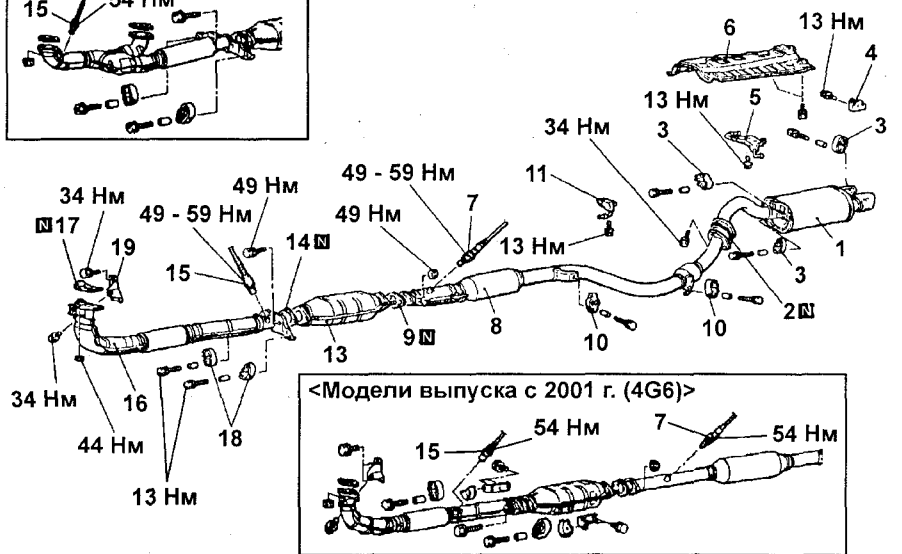 15
54 Нм
6
13 Нм
4
13 Нм
5
3
34 Нм
3
49 - 59 Нм
11
49 Нм
7
34 Нм
49 - 59 Нм
49 Нм
N 17
19
14 N
13 Нм
15
1
3
2 N
8
9 N
10
10
13
34 Нм
16
18
44 Нм
13 Нм
<Модели выпуска с 2001 г. (4G6)>
7
54 Нм
15
54 Нм